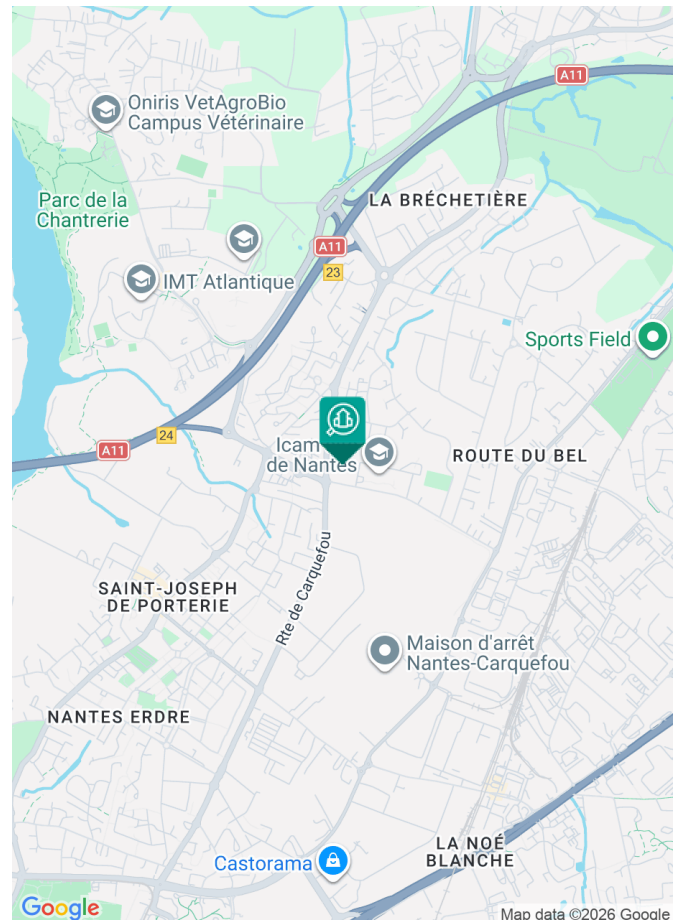 A11
Oniris VetAgroBio
Campus Vétérinaire
Parc de la
Chantrerie
LA BRÉCHETIÈRE
A11
23
IMT Atlantique
Sports Field
24
A11
Icam
de Nantes
ROUTE DU BEL
Rte de Carquefou
SAINT-JOSEPH
DE PORTERIE
Maison d'arrêt
Nantes-Carquefou
NANTES ERDRE
LA NOÉ
BLANCHE
Castorama
Google
Map data ©2026 Google